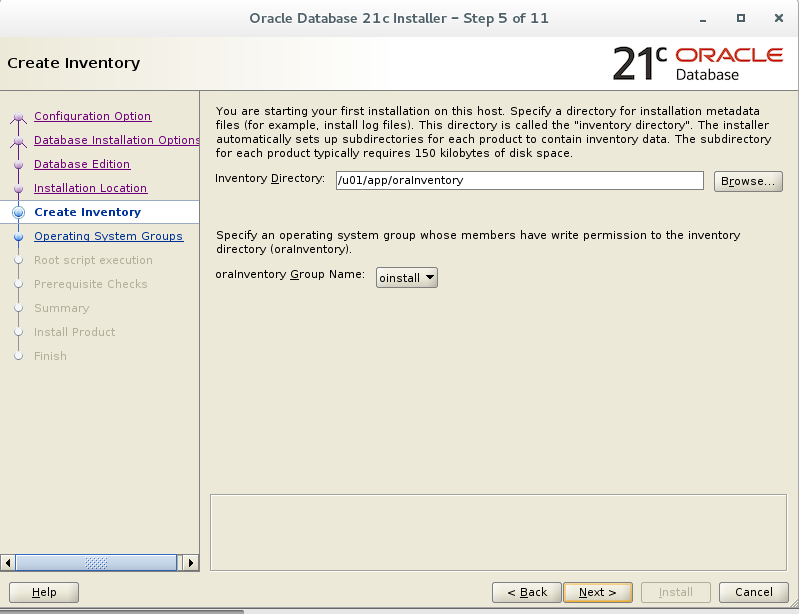 Oracle Database 21c Installer – Step 5 of 11
Create Inventory
21c ORACLE
Database
Configuration Option
Database Installation Options
Database Edition
Installation Location
Create Inventory
Operating System Groups
Root script execution
Prerequisite Checks
Summary
Install Product
Finish
You are starting your first installation on this host. Specify a directory for installation metadata
files (for example, install log files). This directory is called the "inventory directory". The installer
automatically sets up subdirectories for each product to contain inventory data. The subdirectory
for each product typically requires 150 kilobytes of disk space.
Inventory Directory: /u01/app/oraInventory Browse...
Specify an operating system group whose members have write permission to the inventory
directory (oraInventory).
oraInventory Group Name: oinstall
Help < Back Next > Install Cancel